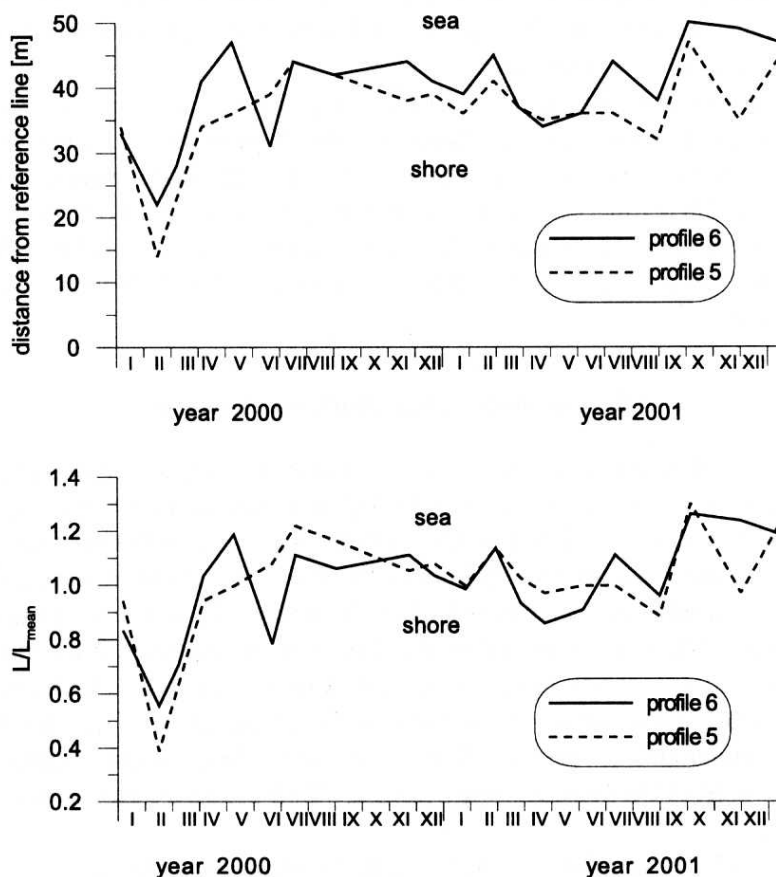 distance from reference line [m]
50
40
30
20
10
0
sea
shore
profile 6
profile 5
I II III IV V VI VII VIII IX X XI XII I II III IV V VI VII VIII IX X XI XII
year 2000
year 2001
L/Lmean
1.4
1.2
1.0
0.8
0.6
0.4
0.2
sea
shore
profile 6
profile 5
I II III IV V VI VII VIII IX X XI XII I II III IV V VI VII VIII IX X XI XII
year 2000
year 2001